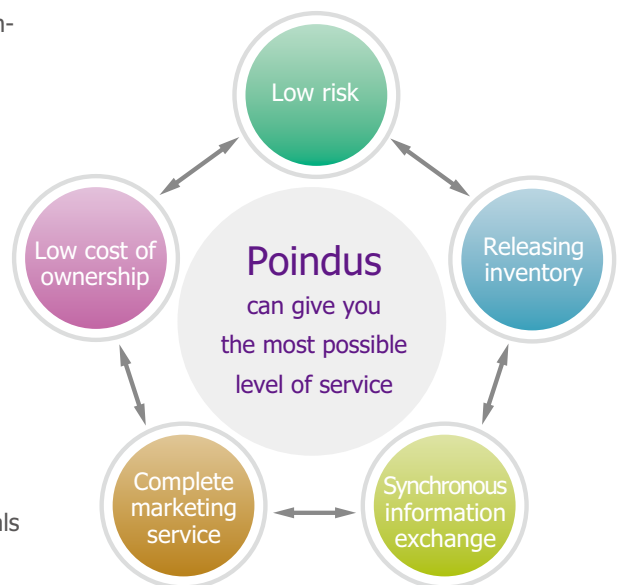 n-
Low risk
Low cost of
ownership
Poindus
can give you
the most possible
level of service
Releasing
inventory
Complete
marketing
service
Synchronous
information
exchange
als